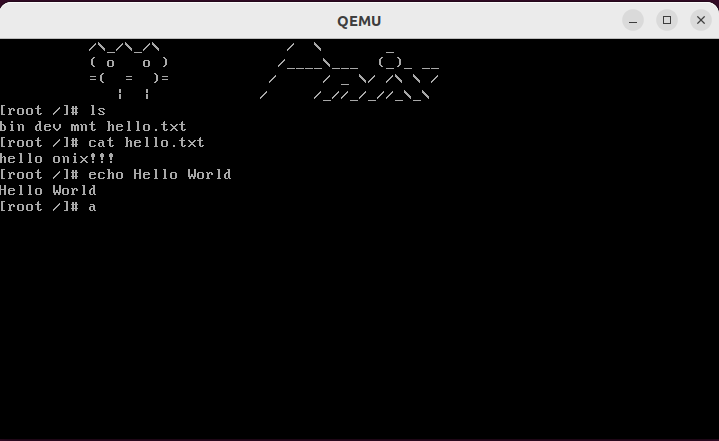 QEMU
[root /]# ls
bin dev mnt hello.txt
[root /]# cat hello.txt
hello onix!!!
[root /]# echo Hello World
Hello World
[root /]# a